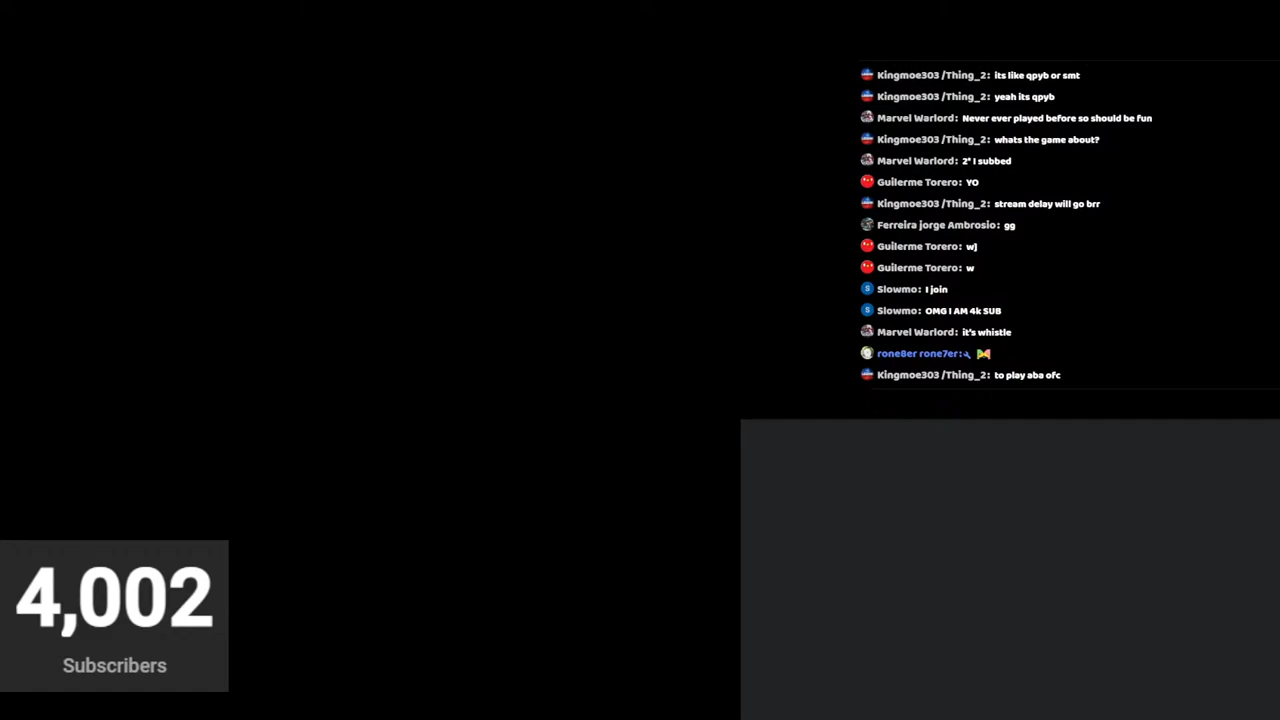 Kingmoe303 /Thing_2: its like qpyb or smt
Kingmoe303 /Thing_2: yeah its qpyb
Marvel Warlord: Never ever played before so should be fun
Kingmoe303 /Thing_2: whats the game about?
Marvel Warlord: 2* I subbed
Guilerme Torero: YO
Kingmoe303 /Thing_2: stream delay will go brr
Ferreira jorge Ambrosio: gg
Guilerme Torero: w]
Guilerme Torero: w
Slowmo: I join
Slowmo: OMG I AM 4k SUB
Marvel Warlord: it's whistle
rone8er rone7er:
Kingmoe303 /Thing_2: to play aba ofc
4,002
Subscribers